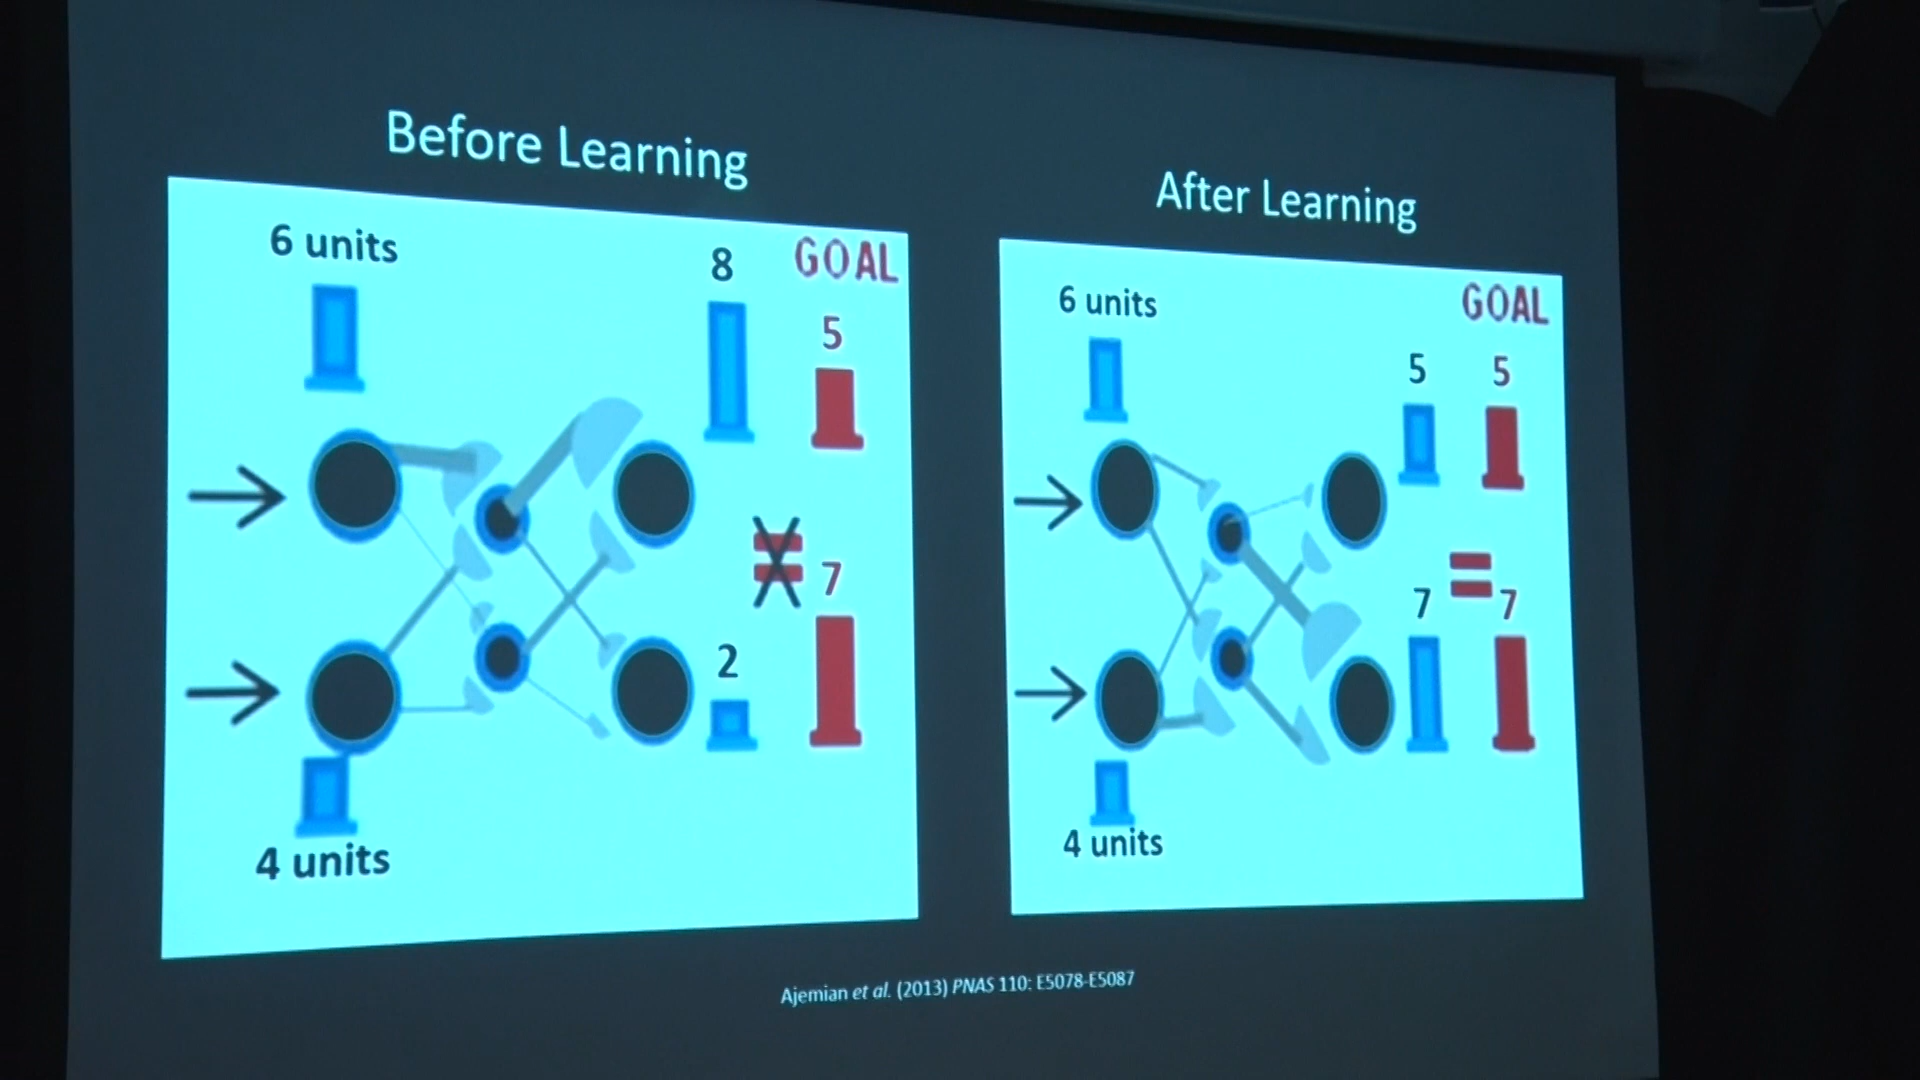 Before Learning
6 units
8
GOAL
5
7
2
4 units
After Learning
6 units
GOAL
5
5
=
7
7
4 units
Ajemian et al. (2013) PNAS 110: E5078-E5087